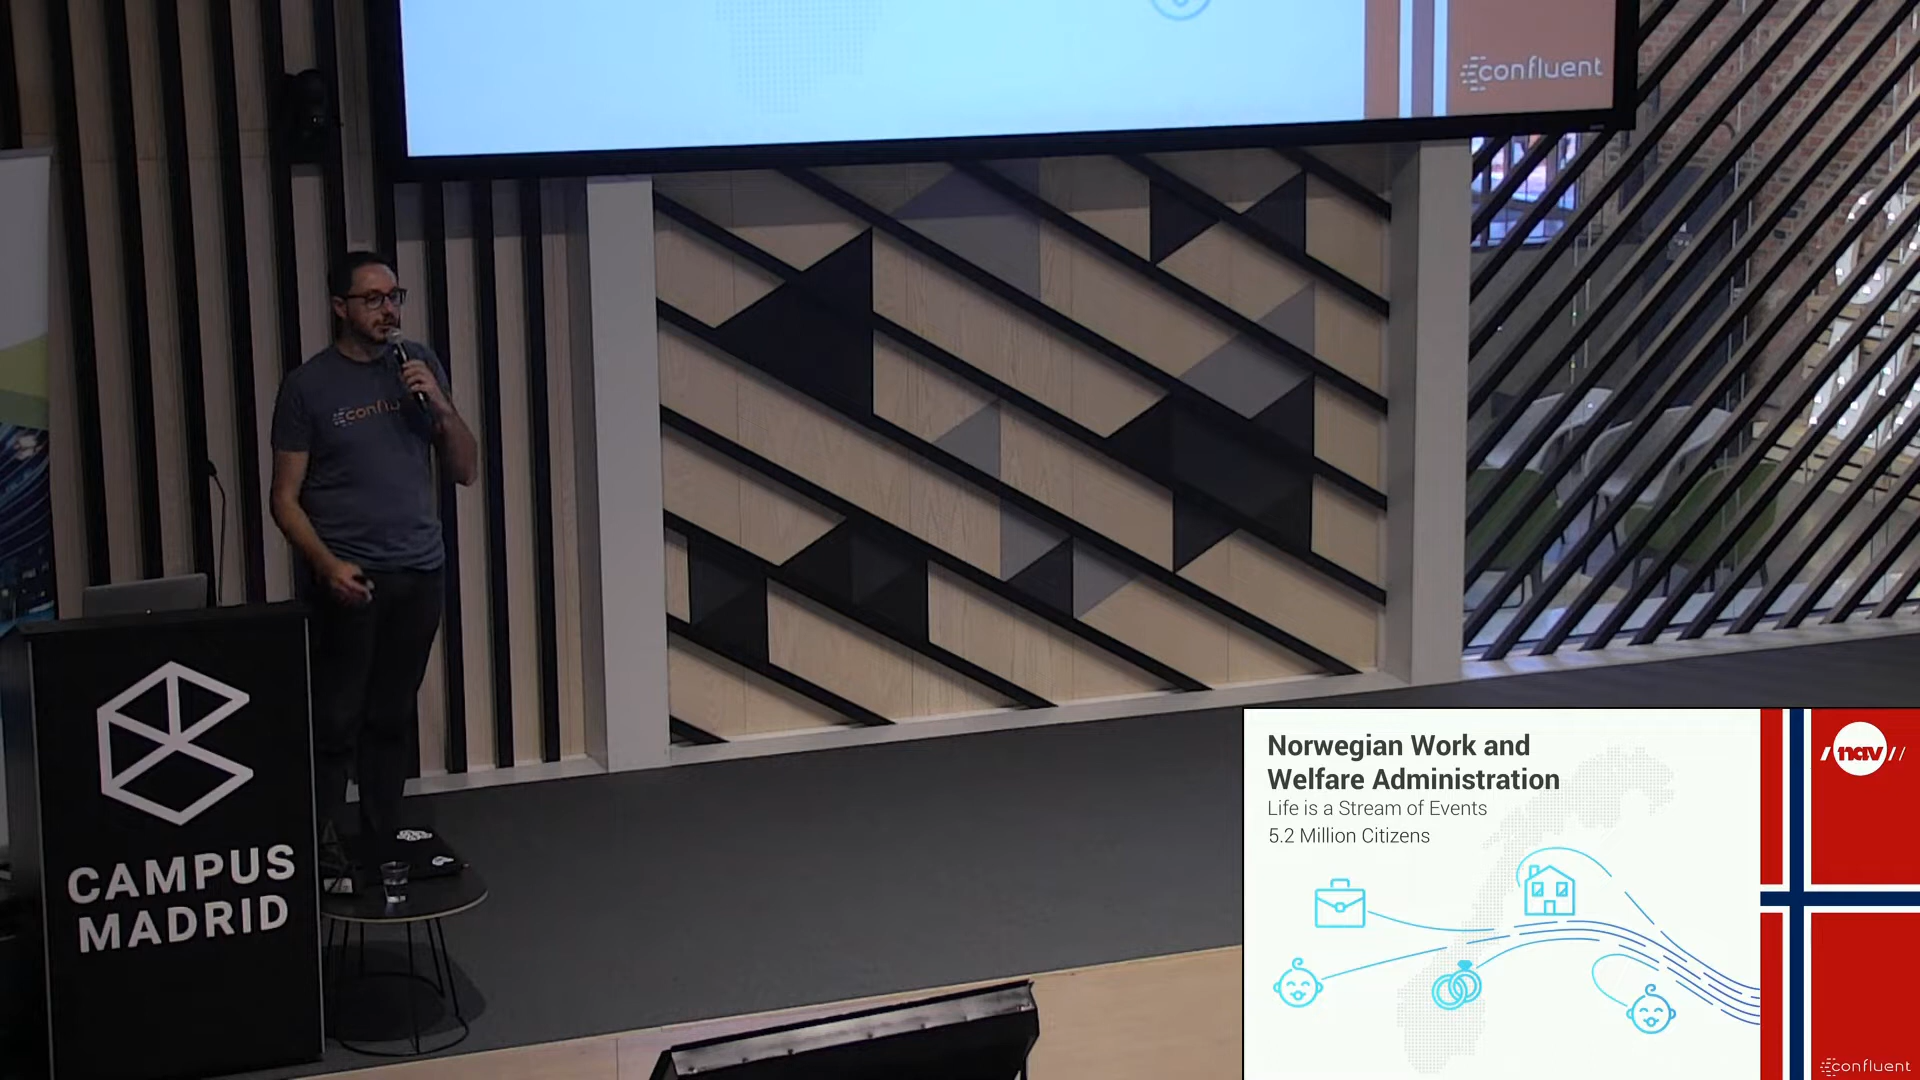 confluent
conflu
CAMPUS
MADRID
Norwegian Work and
Welfare Administration
Life is a Stream of Events
5.2 Million Citizens
nav
confluent